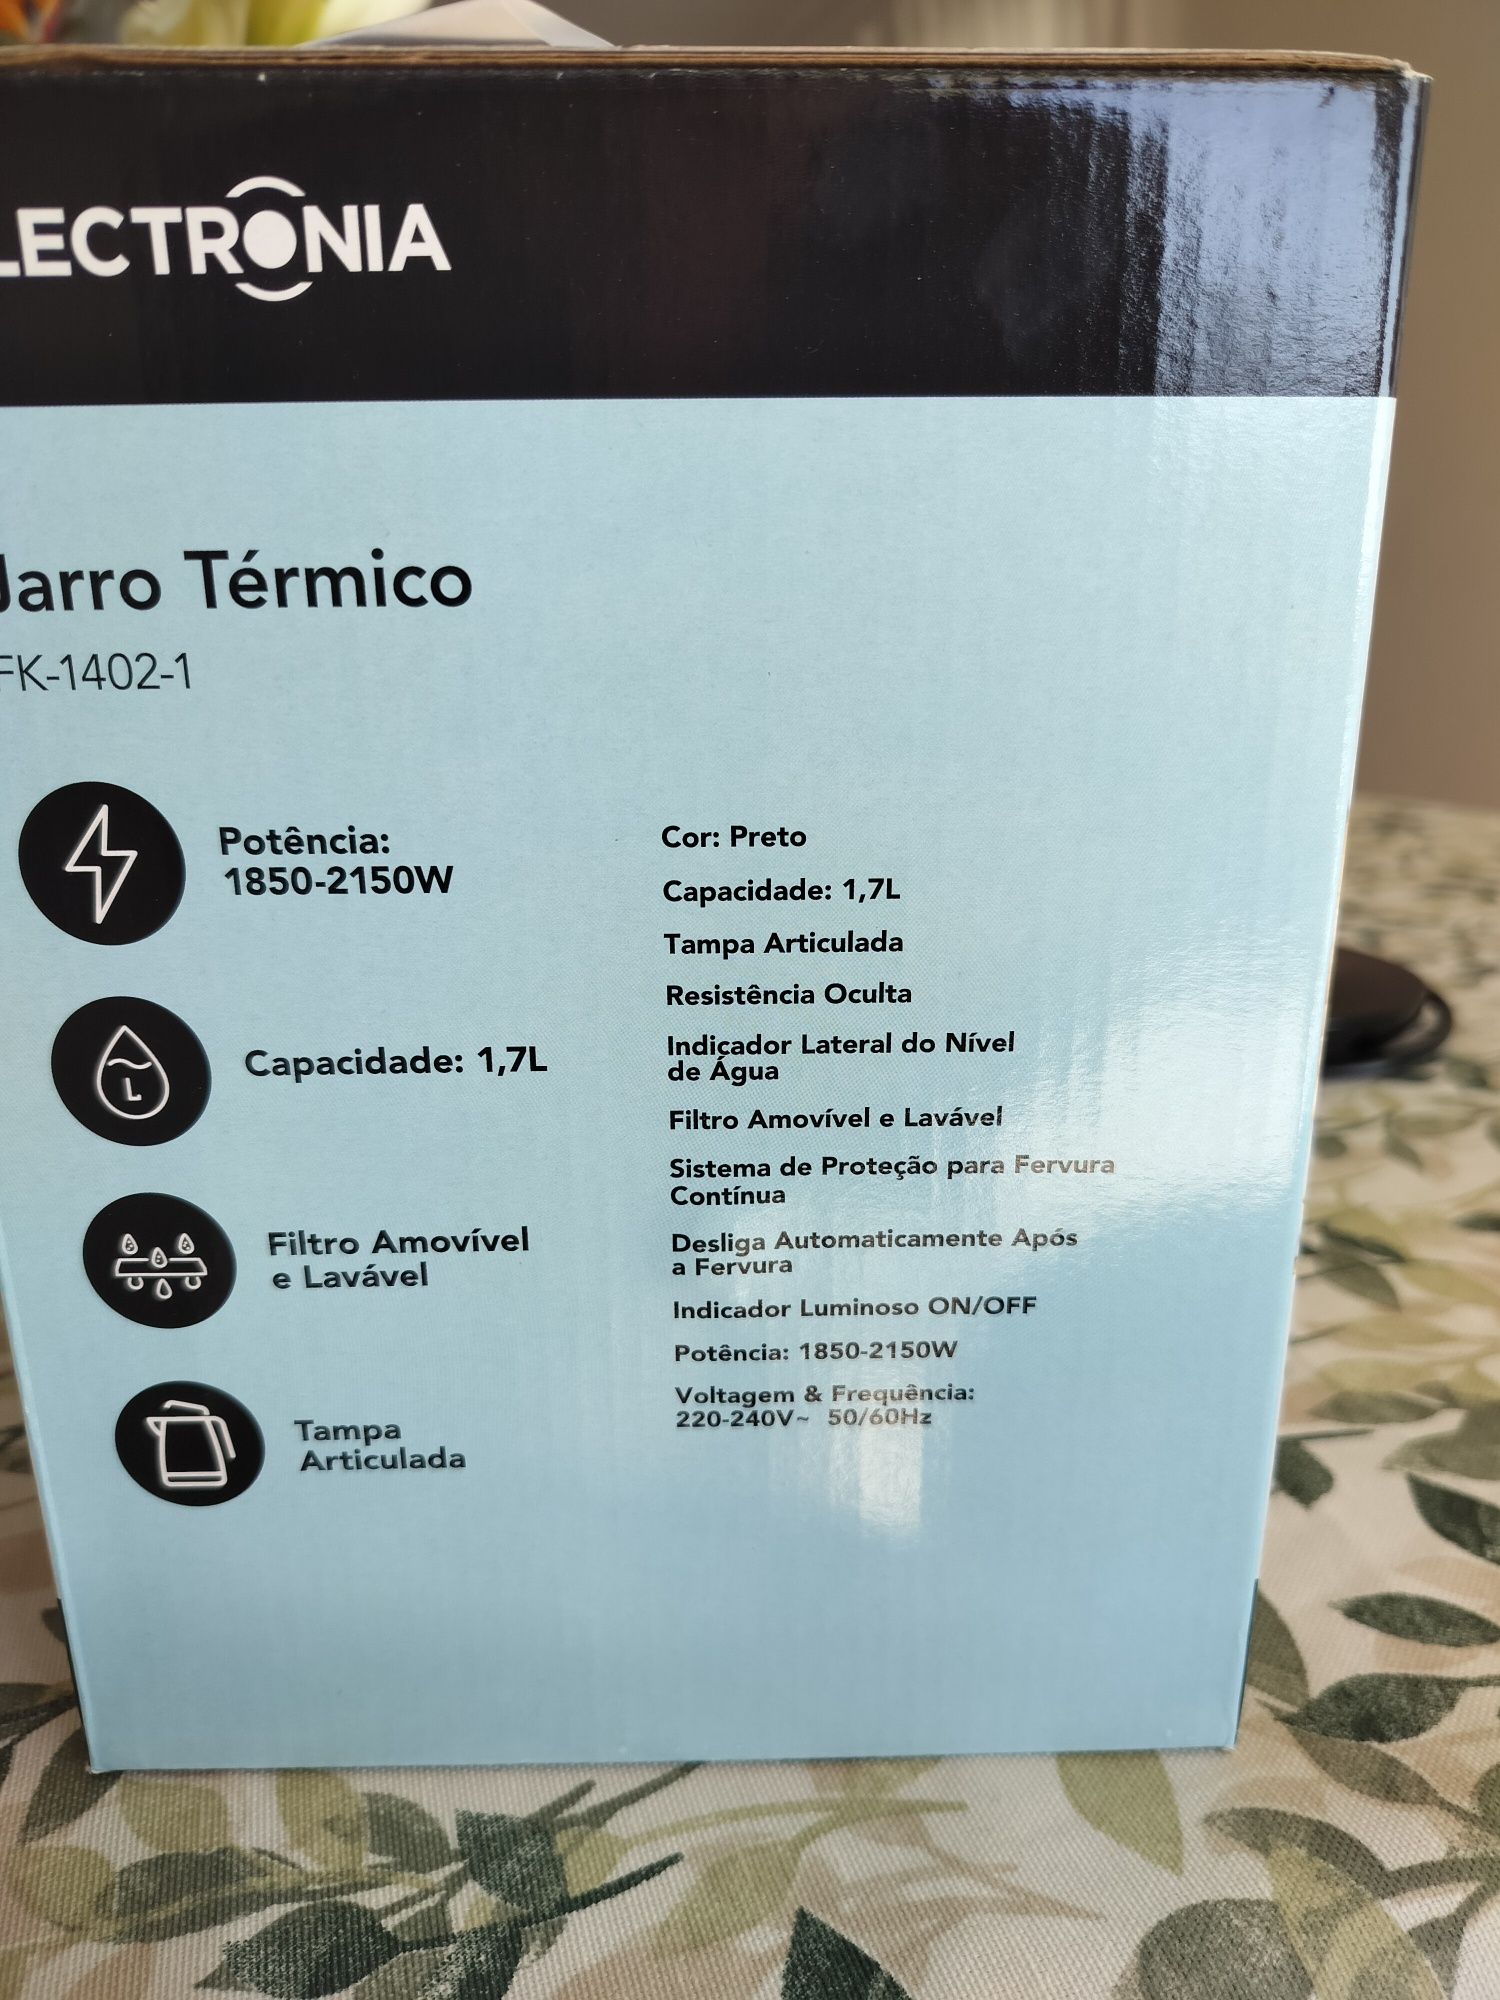 LECTRONIA
Jarro Térmico
FK-1402-1
Potência:
1850-2150W
Capacidade: 1,7L
Filtro Amovível
e Lavável
Tampa
Articulada
Cor: Preto
Capacidade: 1,7L
Tampa Articulada
Resistência Oculta
Indicador Lateral do Nível
de Água
Filtro Amovível e Lavável
Sistema de Proteção para Fervura
Contínua
Desliga Automaticamente Após
a Fervura
Indicador Luminoso ON/OFF
Potência: 1850-2150W
Voltagem & Frequência:
220-240V~ 50/60Hz